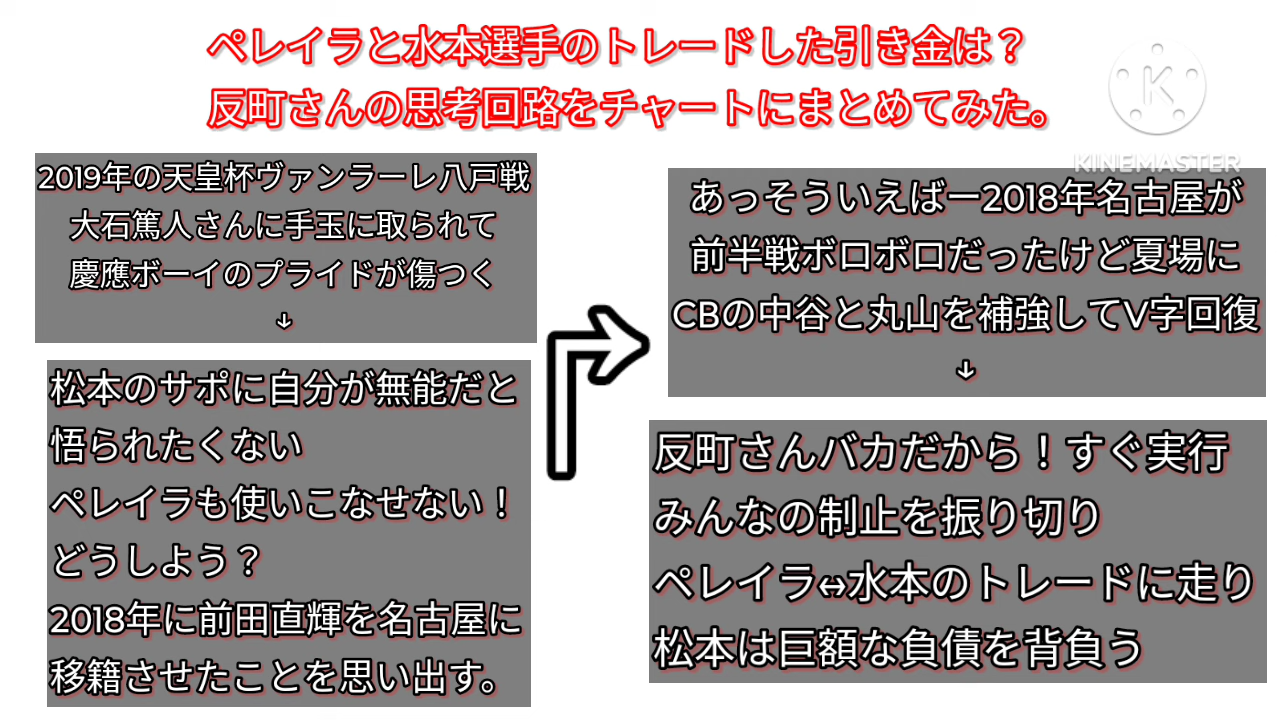 ペレイラと水本選手のトレードした引き金は？
反町さんの思考回路をチャートにまとめてみた。
KINEMASTER
2019年の天皇杯ヴァンラーレ八戸戦
大石篤人さんに手玉に取られて
慶應ボーイのプライドが傷つく
↓
松本のサポに自分が無能だと
悟られたくない
ペレイラも使いこなせない！
どうしよう？
2018年に前田直輝を名古屋に
移籍させたことを思い出す。
あっそういえばー2018年名古屋が
前半戦ボロボロだったけど夏場に
CBの中谷と丸山を補強してV字回復
↓
反町さんバカだから！すぐ実行
みんなの制止を振り切り
ペレイラ↔水本のトレードに走り
松本は巨額な負債を背負う